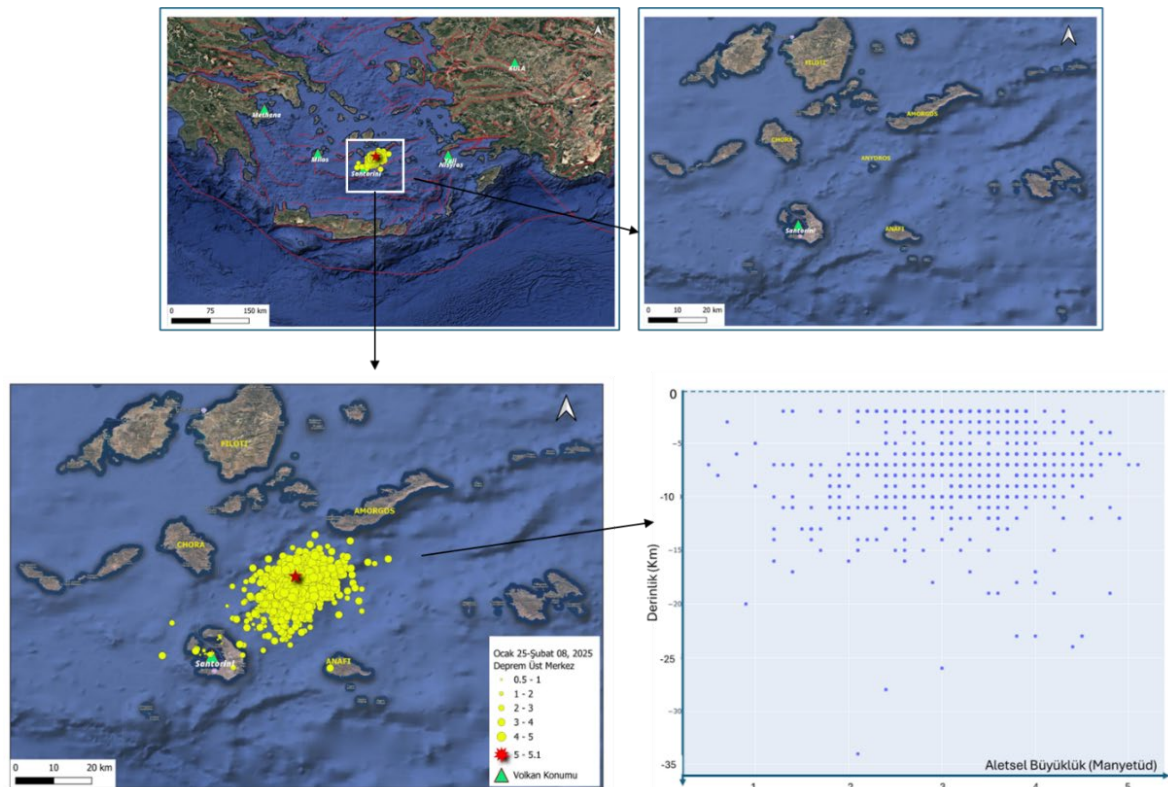 KULA
Methana
Milos
Yali
Nisyros
Santorini
0 75 150 km
FILOTI
AMORGOS
CHORA
ANYDROS
Santorini
ANAFI
0 10 20 km
FILOTI
AMORGOS
CHORA
Santorini
ANAFI
0 10 20 km
Ocak 25-Şubat 08, 2025
Deprem Üst Merkez
0.5 - 1
1 - 2
2 - 3
3 - 4
4 - 5
5 - 5.1
Volkan Konumu
0
-5
-10
-15
-20
-25
-30
-35
Derinlik (Km)
Aletsel Büyüklük (Manyetüd)
1 2 3 4 5